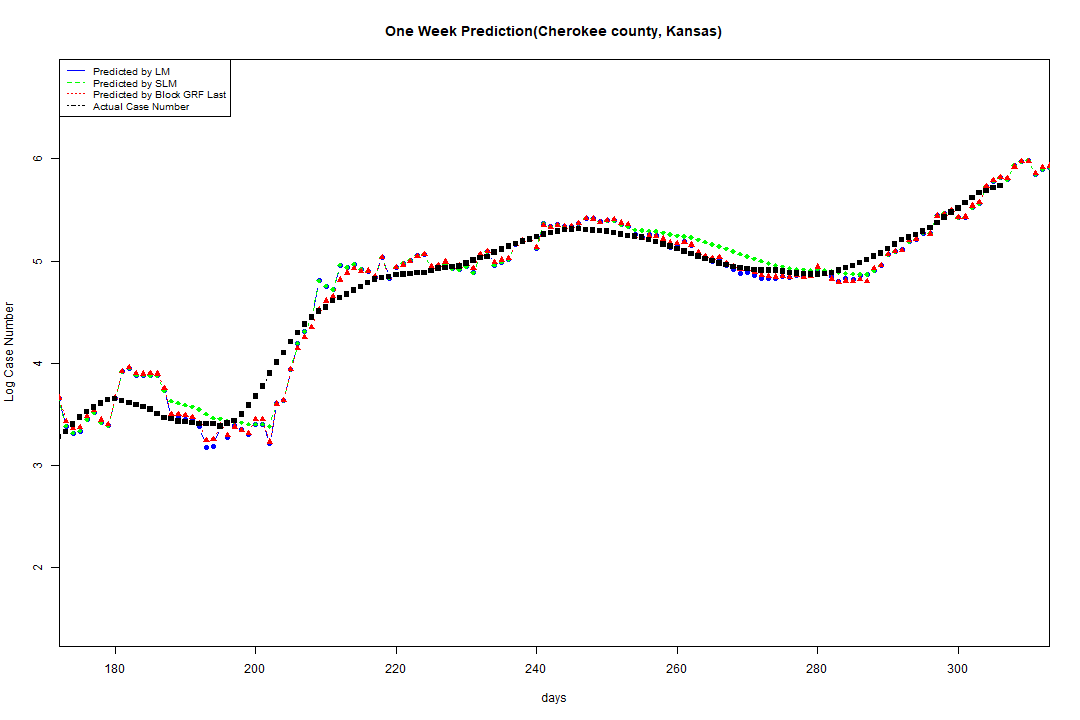 One Week Prediction(Cherokee county, Kansas)
Predicted by LM
Predicted by SLM
Predicted by Block GRF Last
Actual Case Number
Log Case Number
6
5
4
3
2
180 200 220 240 260 280 300
days